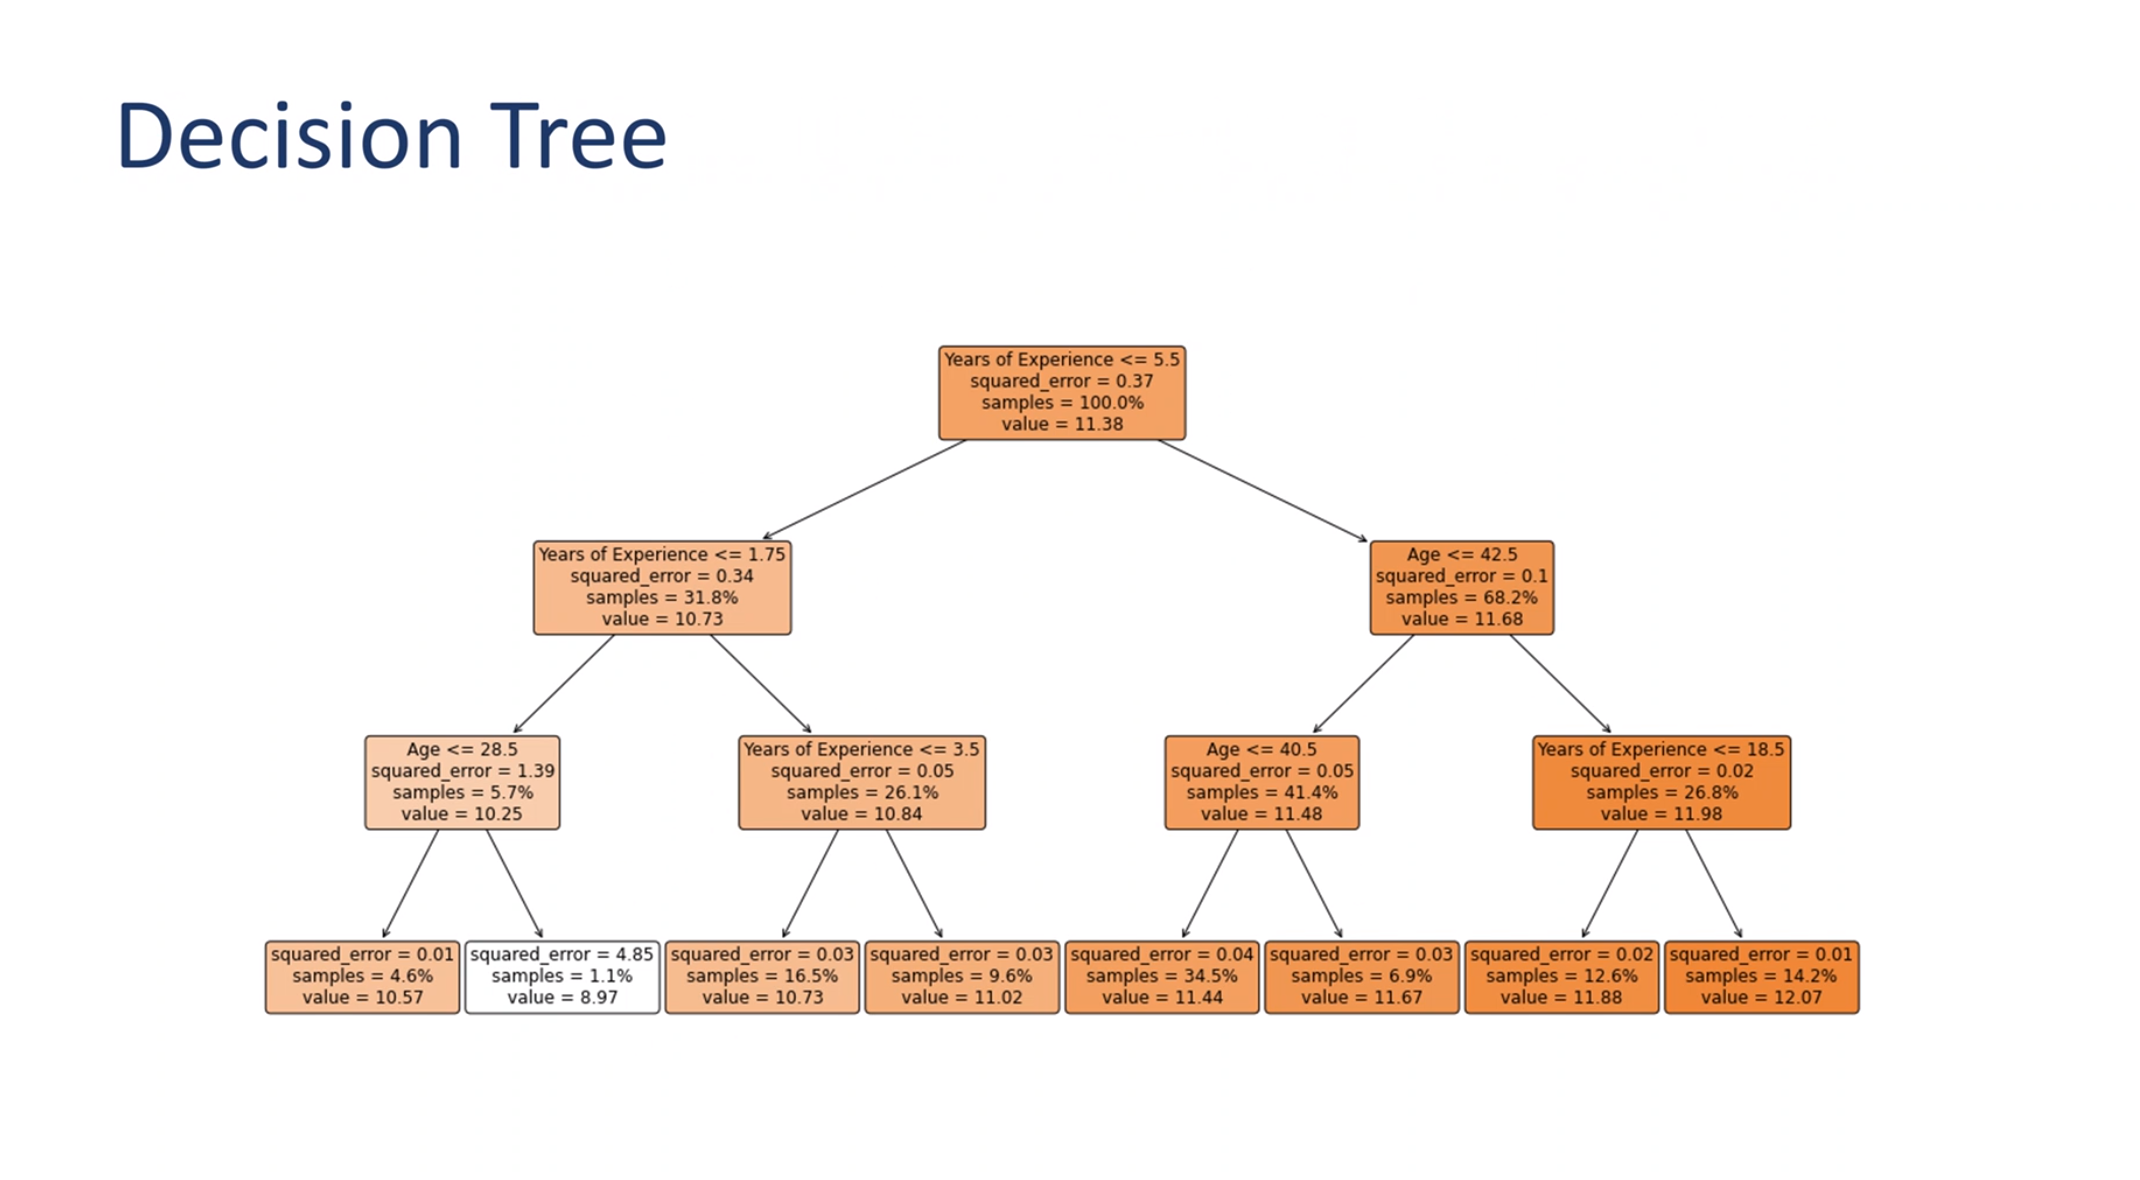 Decision Tree
Years of Experience <= 5.5
squared_error = 0.37
samples = 100.0%
value = 11.38
Years of Experience <= 1.75
squared_error = 0.34
samples = 31.8%
value = 10.73
Age <= 42.5
squared_error = 0.1
samples = 68.2%
value = 11.68
Age <= 28.5
squared_error = 1.39
samples = 5.7%
value = 10.25
Years of Experience <= 3.5
squared_error = 0.05
samples = 26.1%
value = 10.84
Age <= 40.5
squared_error = 0.05
samples = 41.4%
value = 11.48
Years of Experience <= 18.5
squared_error = 0.02
samples = 26.8%
value = 11.98
squared_error = 0.01
samples = 4.6%
value = 10.57
squared_error = 4.85
samples = 1.1%
value = 8.97
squared_error = 0.03
samples = 16.5%
value = 10.73
squared_error = 0.03
samples = 9.6%
value = 11.02
squared_error = 0.04
samples = 34.5%
value = 11.44
squared_error = 0.03
samples = 6.9%
value = 11.67
squared_error = 0.02
samples = 12.6%
value = 11.88
squared_error = 0.01
samples = 14.2%
value = 12.07